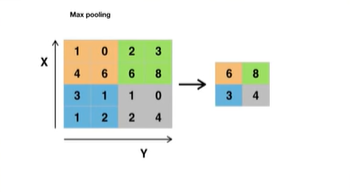 Max pooling
X
1 0 2 3
4 6 6 8
3 1 1 0
1 2 2 4
6 8
3 4
Y